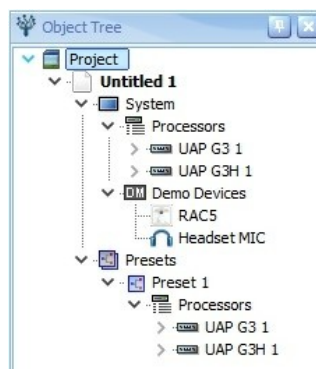 Object Tree
Project
Untitled 1
System
Processors
UAP G3 1
UAP G3H 1
DM Demo Devices
RAC5
Headset MIC
Presets
Preset 1
Processors
UAP G3 1
UAP G3H 1